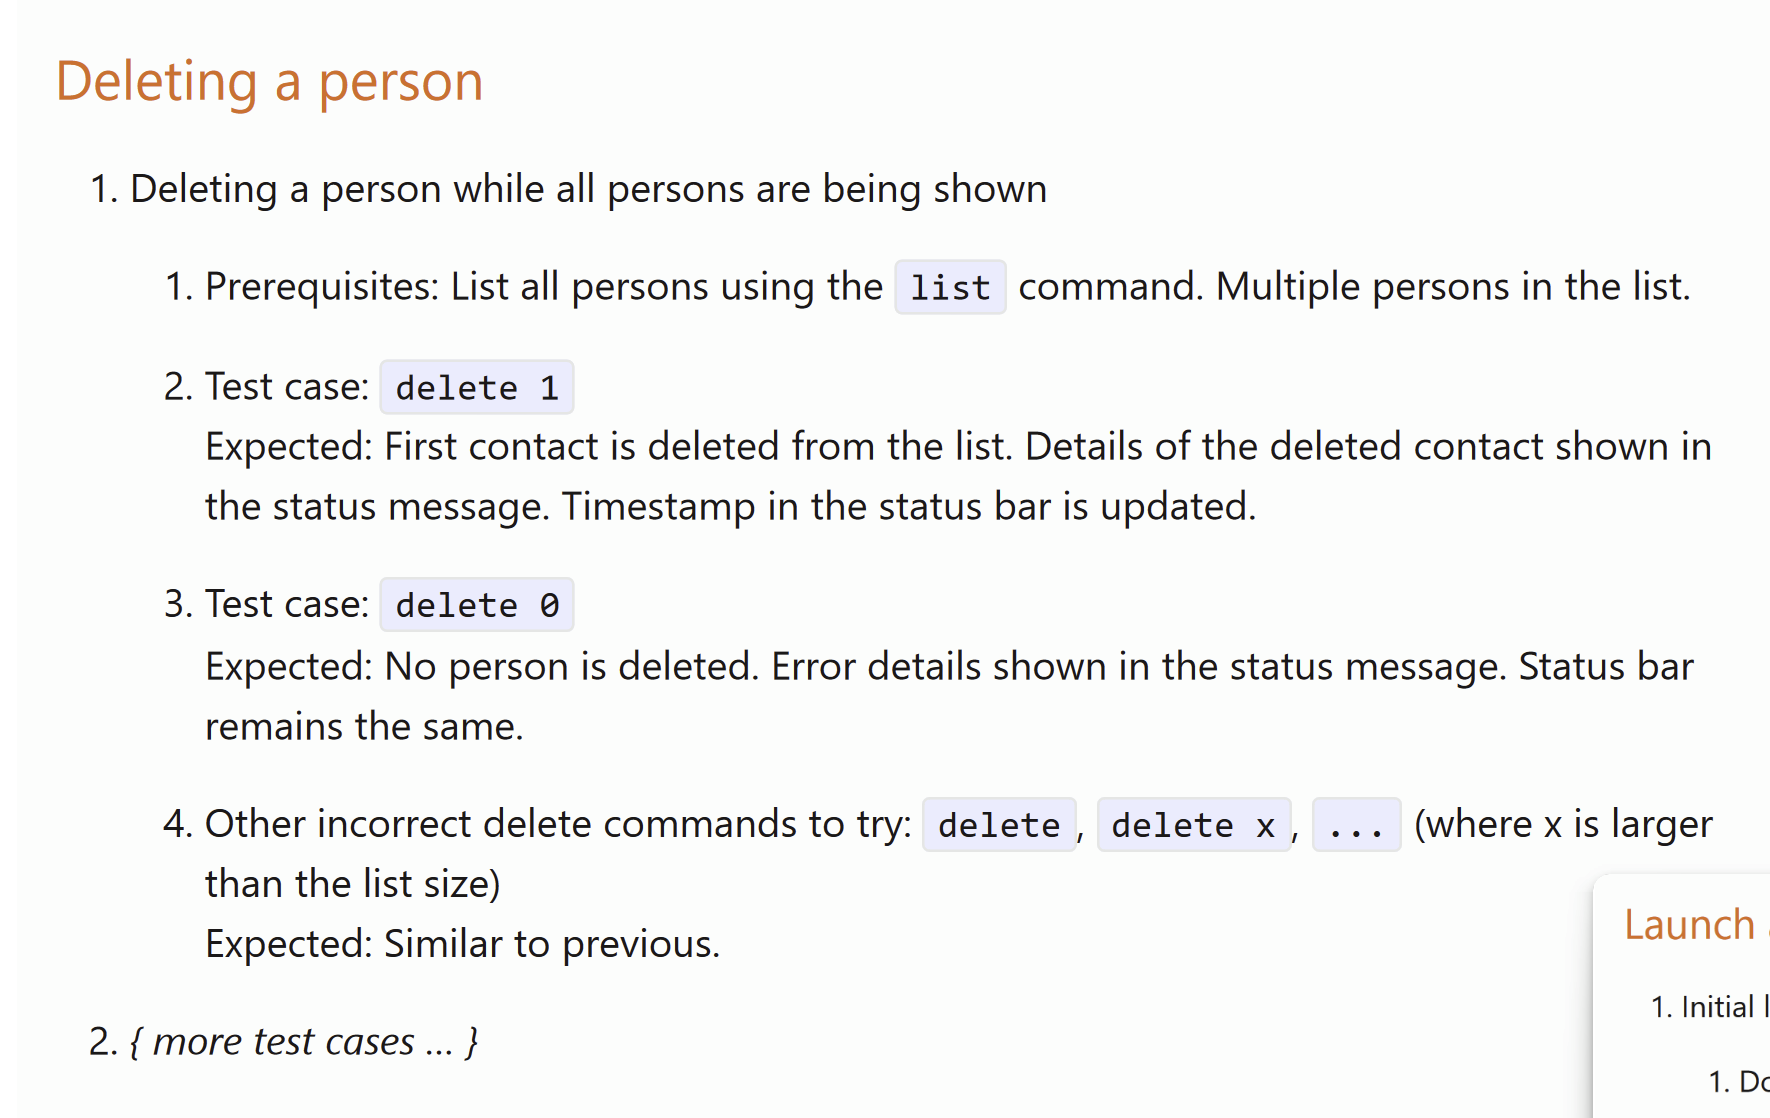 Deleting a person
1. Deleting a person while all persons are being shown
1. Prerequisites: List all persons using the list command. Multiple persons in the list.
2. Test case: delete 1
Expected: First contact is deleted from the list. Details of the deleted contact shown in
the status message. Timestamp in the status bar is updated.
3. Test case: delete 0
Expected: No person is deleted. Error details shown in the status message. Status bar
remains the same.
4. Other incorrect delete commands to try: delete, delete x, ... (where x is larger
than the list size)
Expected: Similar to previous.
2. { more test cases … }
Launch
1. Initial
1.